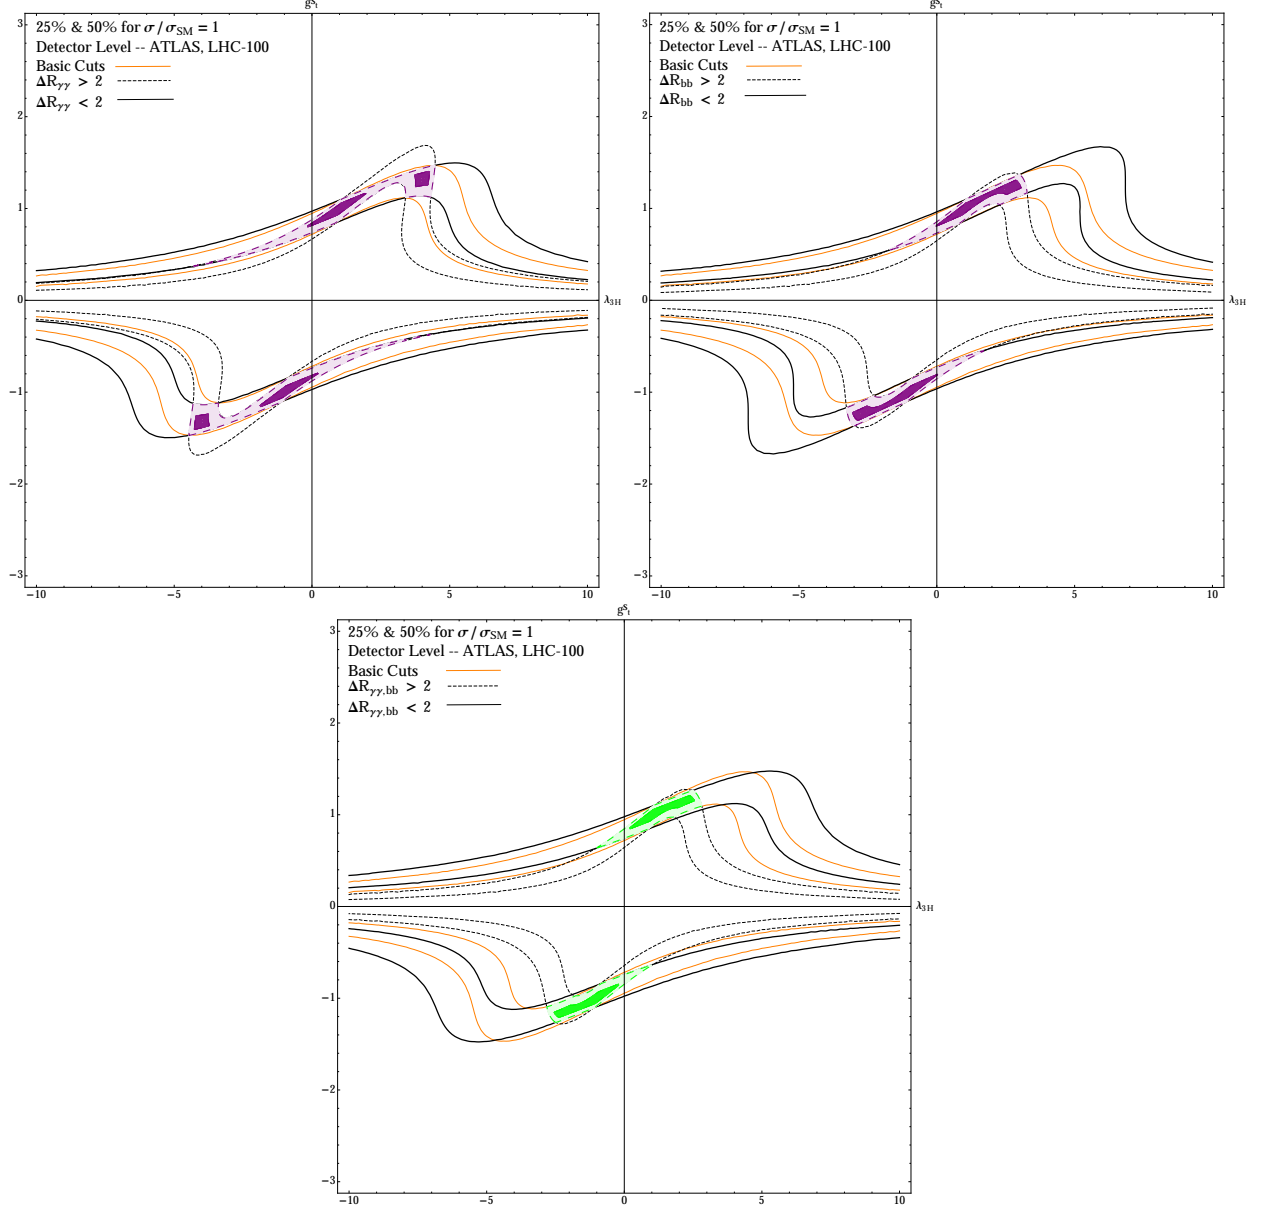 gˢₜ
25% & 50% for σ/σ_SM = 1
Detector Level -- ATLAS, LHC-100
Basic Cuts
ΔR_γγ > 2
ΔR_γγ < 2
3
2
1
0
−1
−2
−3
λ_3H
−10 −5 0 5 10
gˢₜ
25% & 50% for σ/σ_SM = 1
Detector Level -- ATLAS, LHC-100
Basic Cuts
ΔR_bb > 2
ΔR_bb < 2
3
2
1
0
−1
−2
−3
λ_3H
−10 −5 0 5 10
gˢₜ
25% & 50% for σ/σ_SM = 1
Detector Level -- ATLAS, LHC-100
Basic Cuts
ΔR_γγ,bb > 2
ΔR_γγ,bb < 2
3
2
1
0
−1
−2
−3
λ_3H
−10 −5 0 5 10